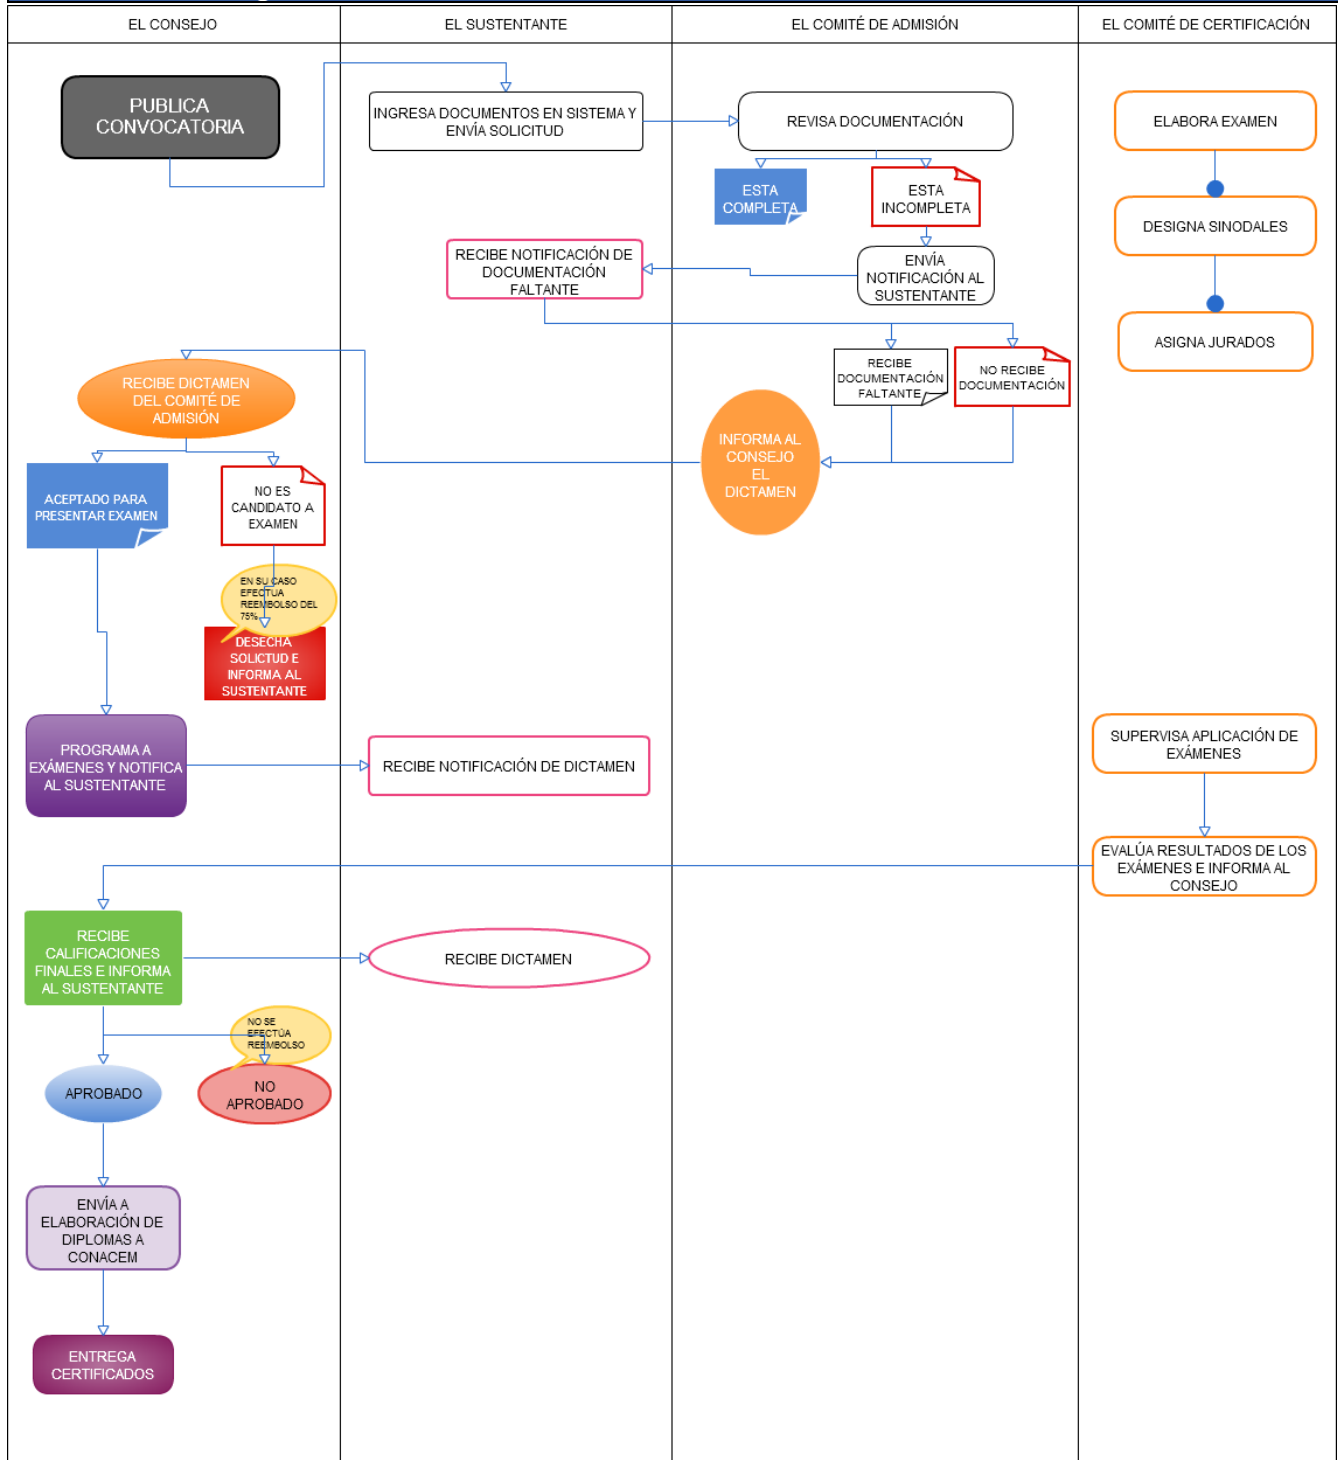 EL CONSEJO
EL SUSTENTANTE
EL COMITÉ DE ADMISIÓN
EL COMITÉ DE CERTIFICACIÓN
PUBLICA
CONVOCATORIA
INGRESA DOCUMENTOS EN SISTEMA Y
ENVÍA SOLICITUD
REVISA DOCUMENTACIÓN
ELABORA EXAMEN
ESTA
COMPLETA
ESTA
INCOMPLETA
DESIGNA SINODALES
RECIBE NOTIFICACIÓN DE
DOCUMENTACIÓN
FALTANTE
ENVÍA
NOTIFICACIÓN AL
SUSTENTANTE
ASIGNA JURADOS
RECIBE DICTAMEN
DEL COMITÉ DE
ADMISIÓN
RECIBE
DOCUMENTACIÓN
FALTANTE
NO RECIBE
DOCUMENTACIÓN
INFORMA AL
CONSEJO
EL
DICTAMEN
ACEPTADO PARA
PRESENTAR EXAMEN
NO ES
CANDIDATO A
EXAMEN
EN SU CASO
EFECTUA
REEMBOLSO DEL
75%
DESECHA
SOLICTUD E
INFORMA AL
SUSTENTANTE
PROGRAMA A
EXÁMENES Y NOTIFICA
AL SUSTENTANTE
RECIBE NOTIFICACIÓN DE DICTAMEN
SUPERVISA APLICACIÓN DE
EXÁMENES
EVALÚA RESULTADOS DE LOS
EXÁMENES E INFORMA AL
CONSEJO
RECIBE
CALIFICACIONES
FINALES E INFORMA
AL SUSTENTANTE
RECIBE DICTAMEN
NO SE
EFECTÚA
REEMBOLSO
APROBADO
NO
APROBADO
ENVÍA A
ELABORACIÓN DE
DIPLOMAS A
CONACEM
ENTREGA
CERTIFICADOS